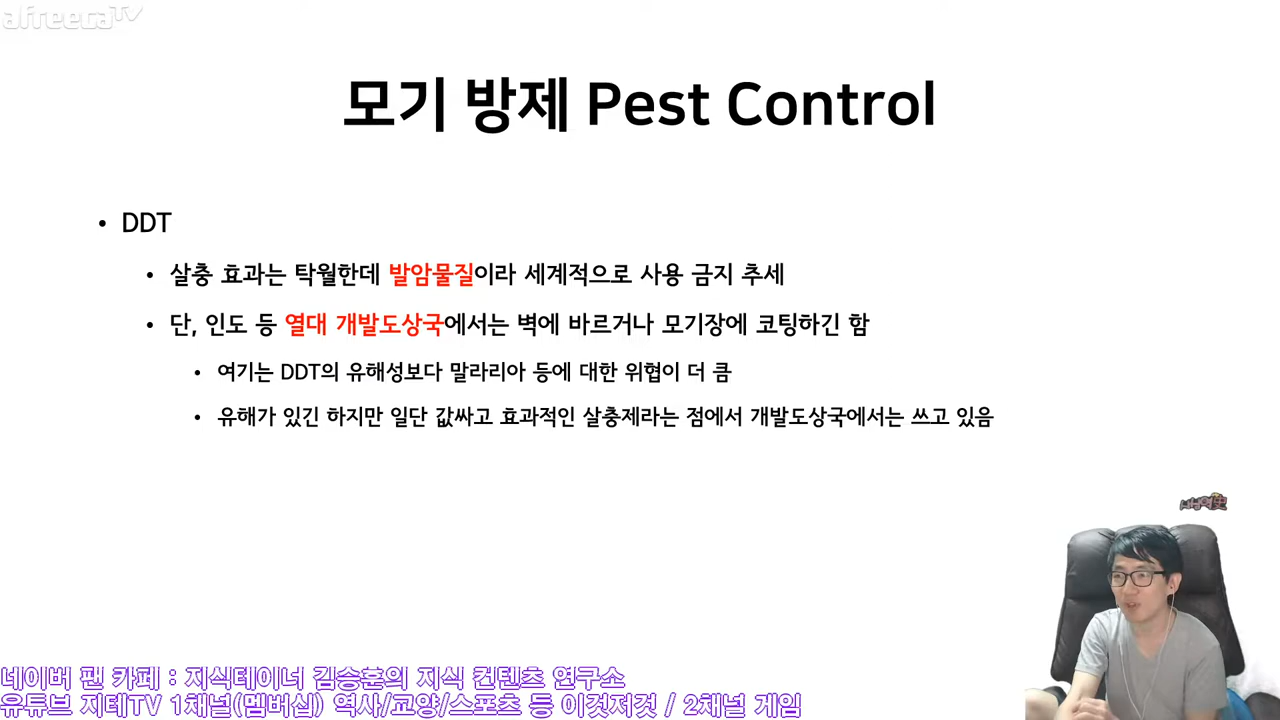 afreecaTV
모기 방제 Pest Control
• DDT
• 살충 효과는 탁월한데 발암물질이라 세계적으로 사용 금지 추세
• 단, 인도 등 열대 개발도상국에서는 벽에 바르거나 모기장에 코팅하긴 함
• 여기는 DDT의 유해성보다 말라리아 등에 대한 위협이 더 큼
• 유해가 있긴 하지만 일단 값싸고 효과적인 살충제라는 점에서 개발도상국에서는 쓰고 있음
네이버 팬 카페 : 지식테이너 김승훈의 지식 컨텐츠 연구소
유튜브 지테TV 1채널(멤버십) 역사/교양/스포츠 등 이것저것 / 2채널 게임